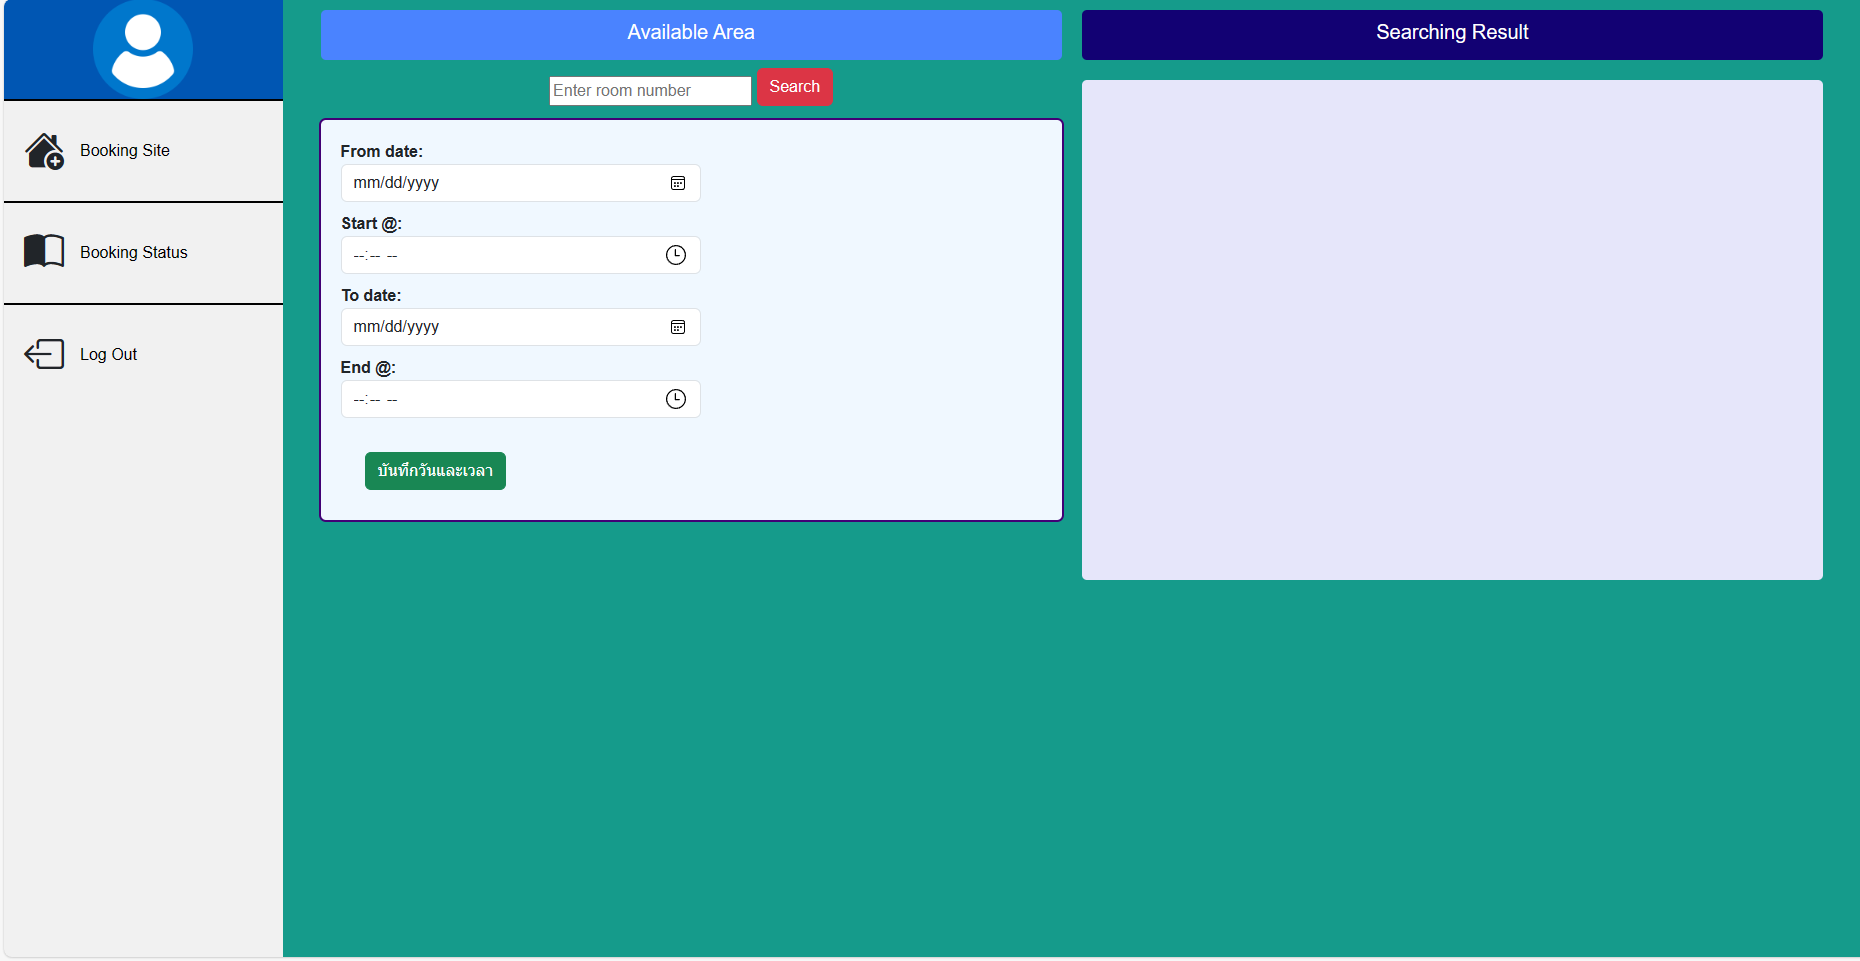 Booking Site
Booking Status
Log Out
Available Area
Enter room number
Search
From date:
mm/dd/yyyy
Start @:
--:-- --
To date:
mm/dd/yyyy
End @:
--:-- --
บันทึกวันและเวลา
Searching Result